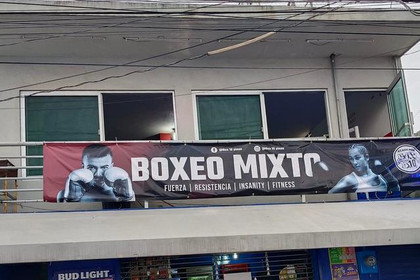 BOXEO MIXTO
FUERZA | RESISTENCIA | INSANITY | FITNESS
BUD LIGHT